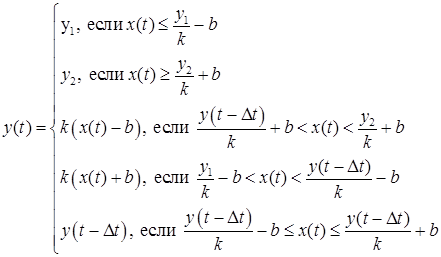 y(t) = {
y₁, если x(t) ≤ y₁/k − b
y₂, если x(t) ≥ y₂/k + b
k(x(t) − b), если y(t − Δt)/k + b < x(t) < y₂/k + b
k(x(t) + b), если y₁/k − b < x(t) < y(t − Δt)/k − b
y(t − Δt), если y(t − Δt)/k − b ≤ x(t) ≤ y(t − Δt)/k + b